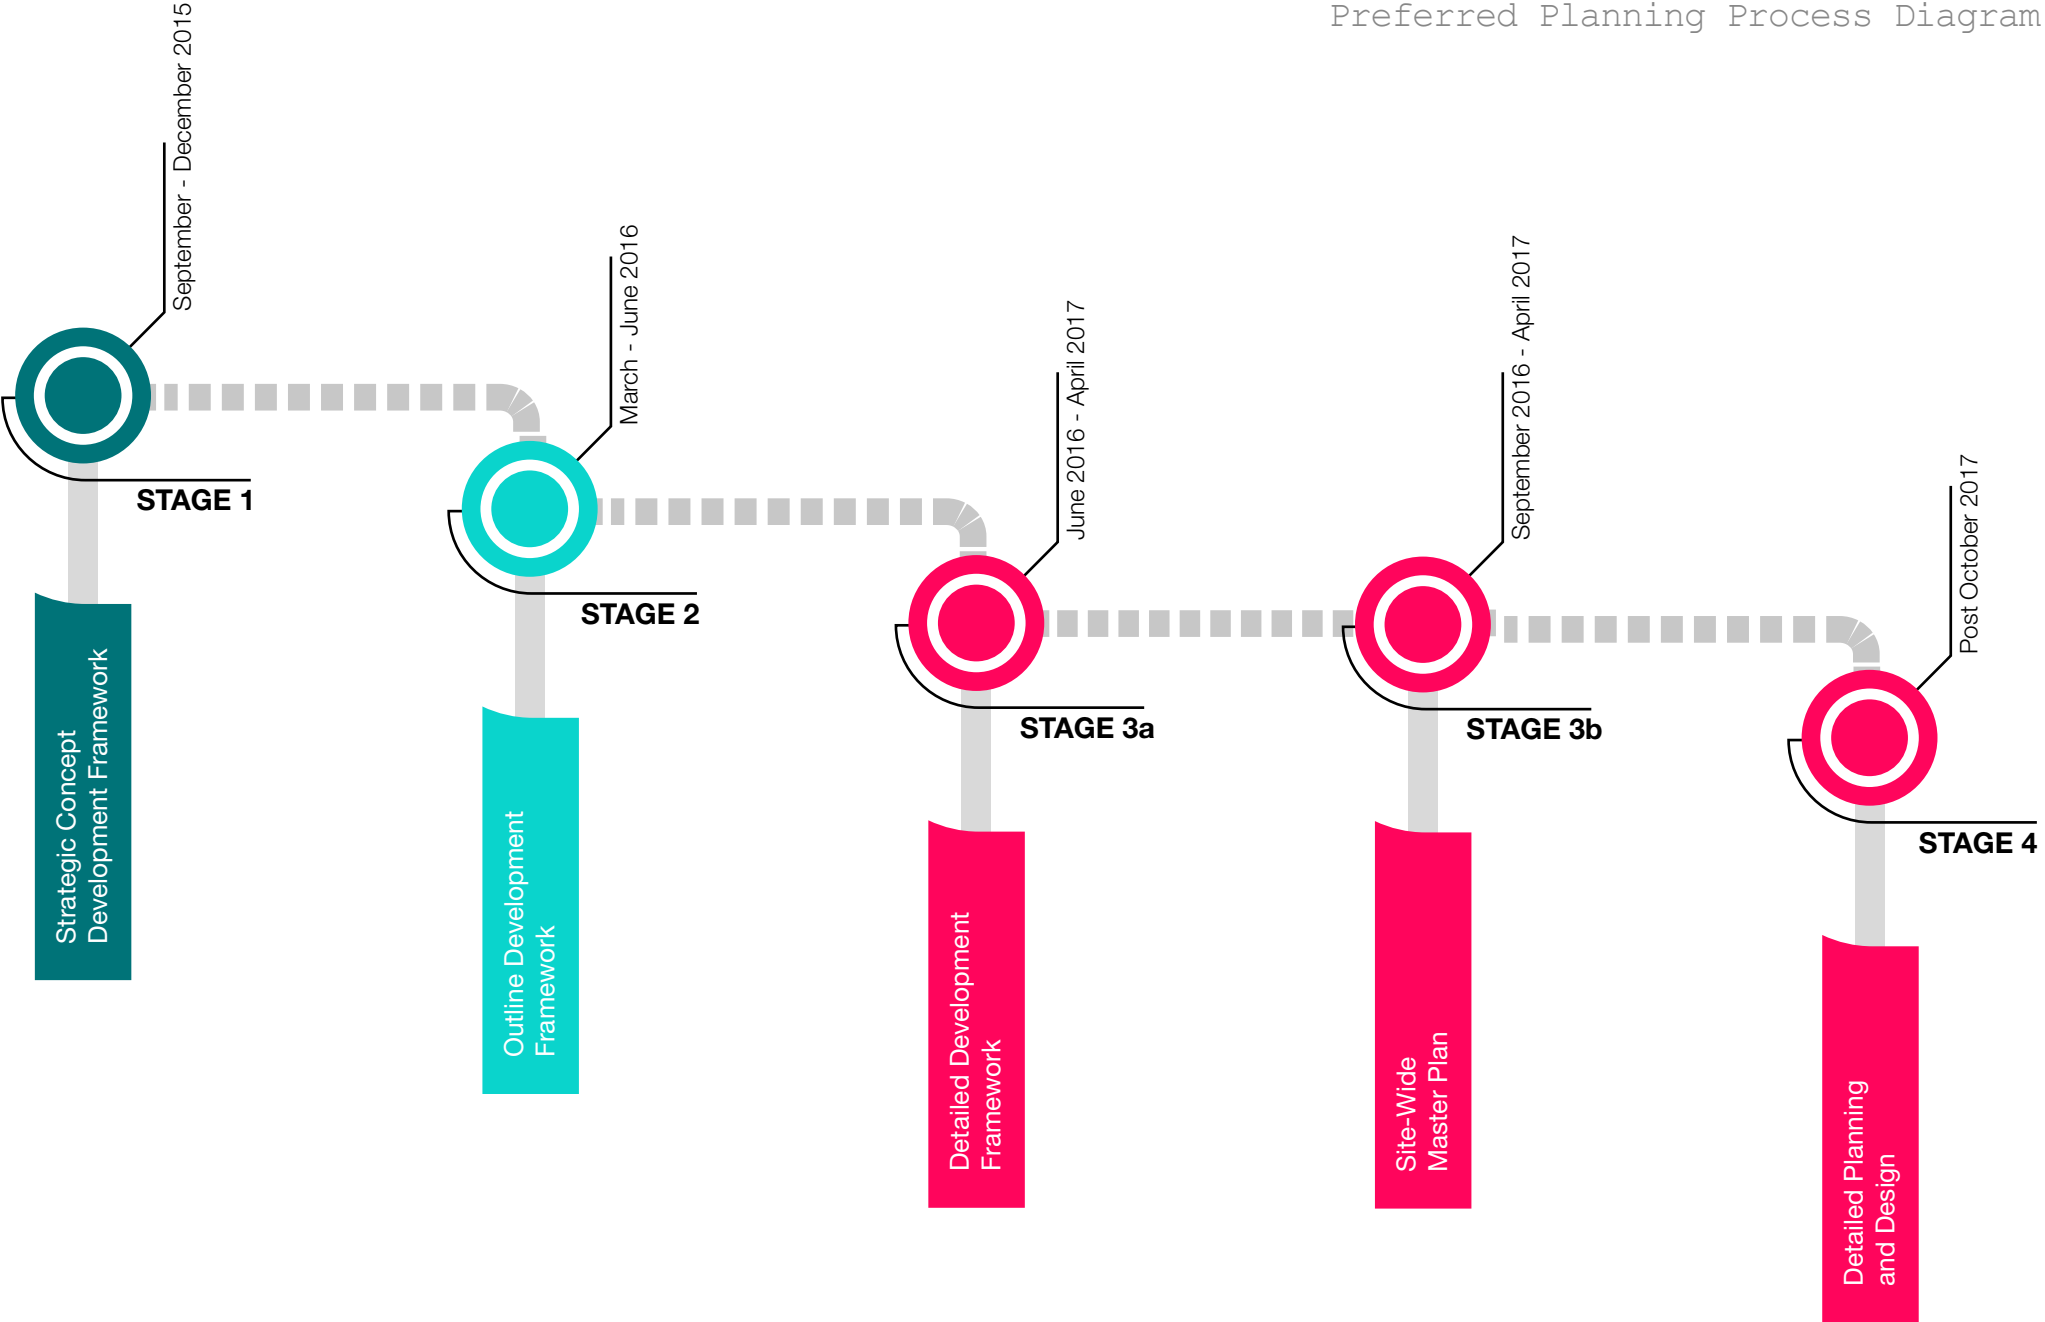 Preferred Planning Process Diagram
September - December 2015
STAGE 1
Strategic Concept
Development Framework
March - June 2016
STAGE 2
Outline Development
Framework
June 2016 - April 2017
STAGE 3a
Detailed Development
Framework
September 2016 - April 2017
STAGE 3b
Site-Wide
Master Plan
Post October 2017
STAGE 4
Detailed Planning
and Design